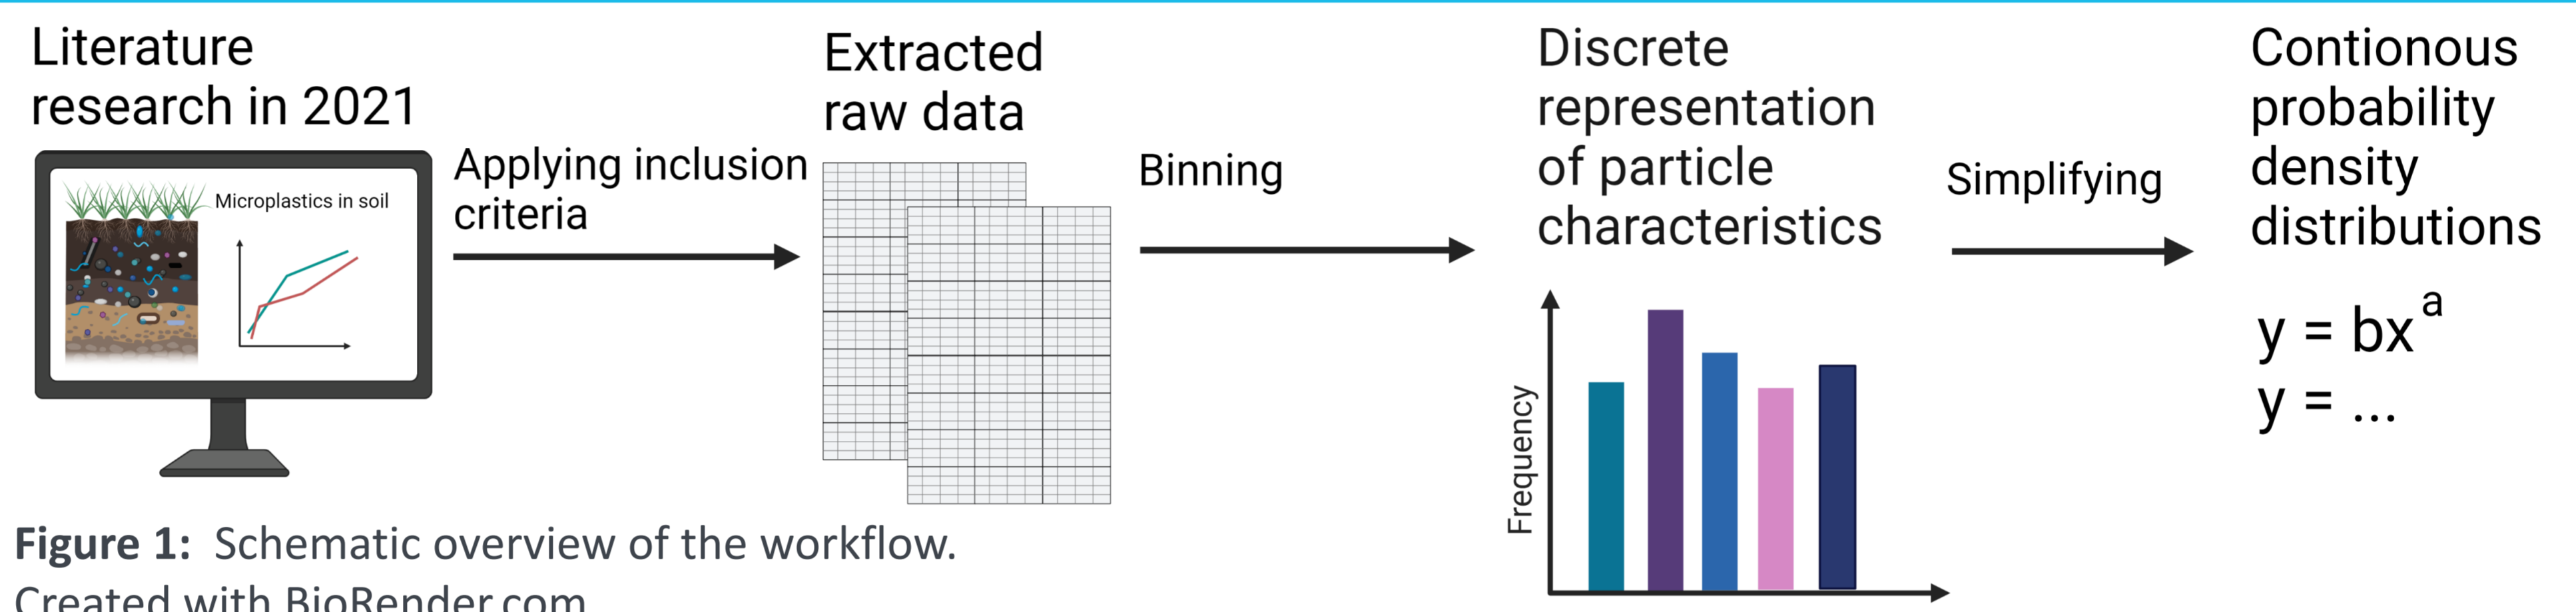 Literature
research in 2021
Microplastics in soil
Applying inclusion
criteria
Extracted
raw data
Binning
Discrete
representation
of particle
characteristics
Frequency
Simplifying
Contionous
probability
density
distributions
y = bxᵃ
y = ...
Figure 1: Schematic overview of the workflow.
Created with BioRender.com